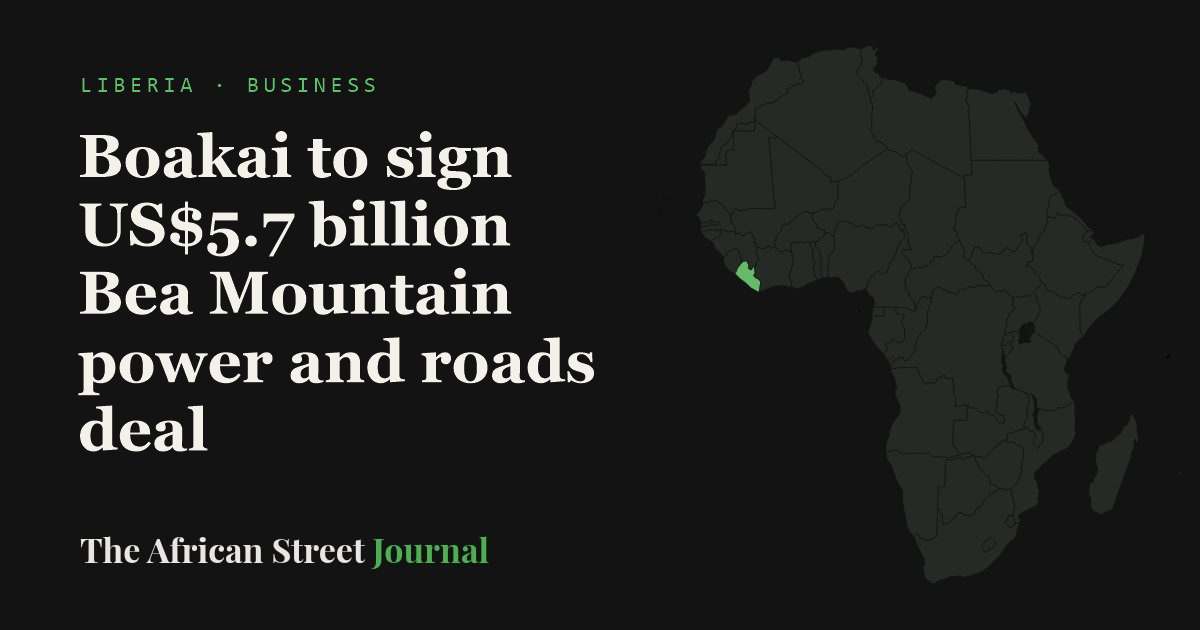 LIBERIA · BUSINESS
Boakai to sign
US$5.7 billion
Bea Mountain
power and roads
deal
The African Street Journal